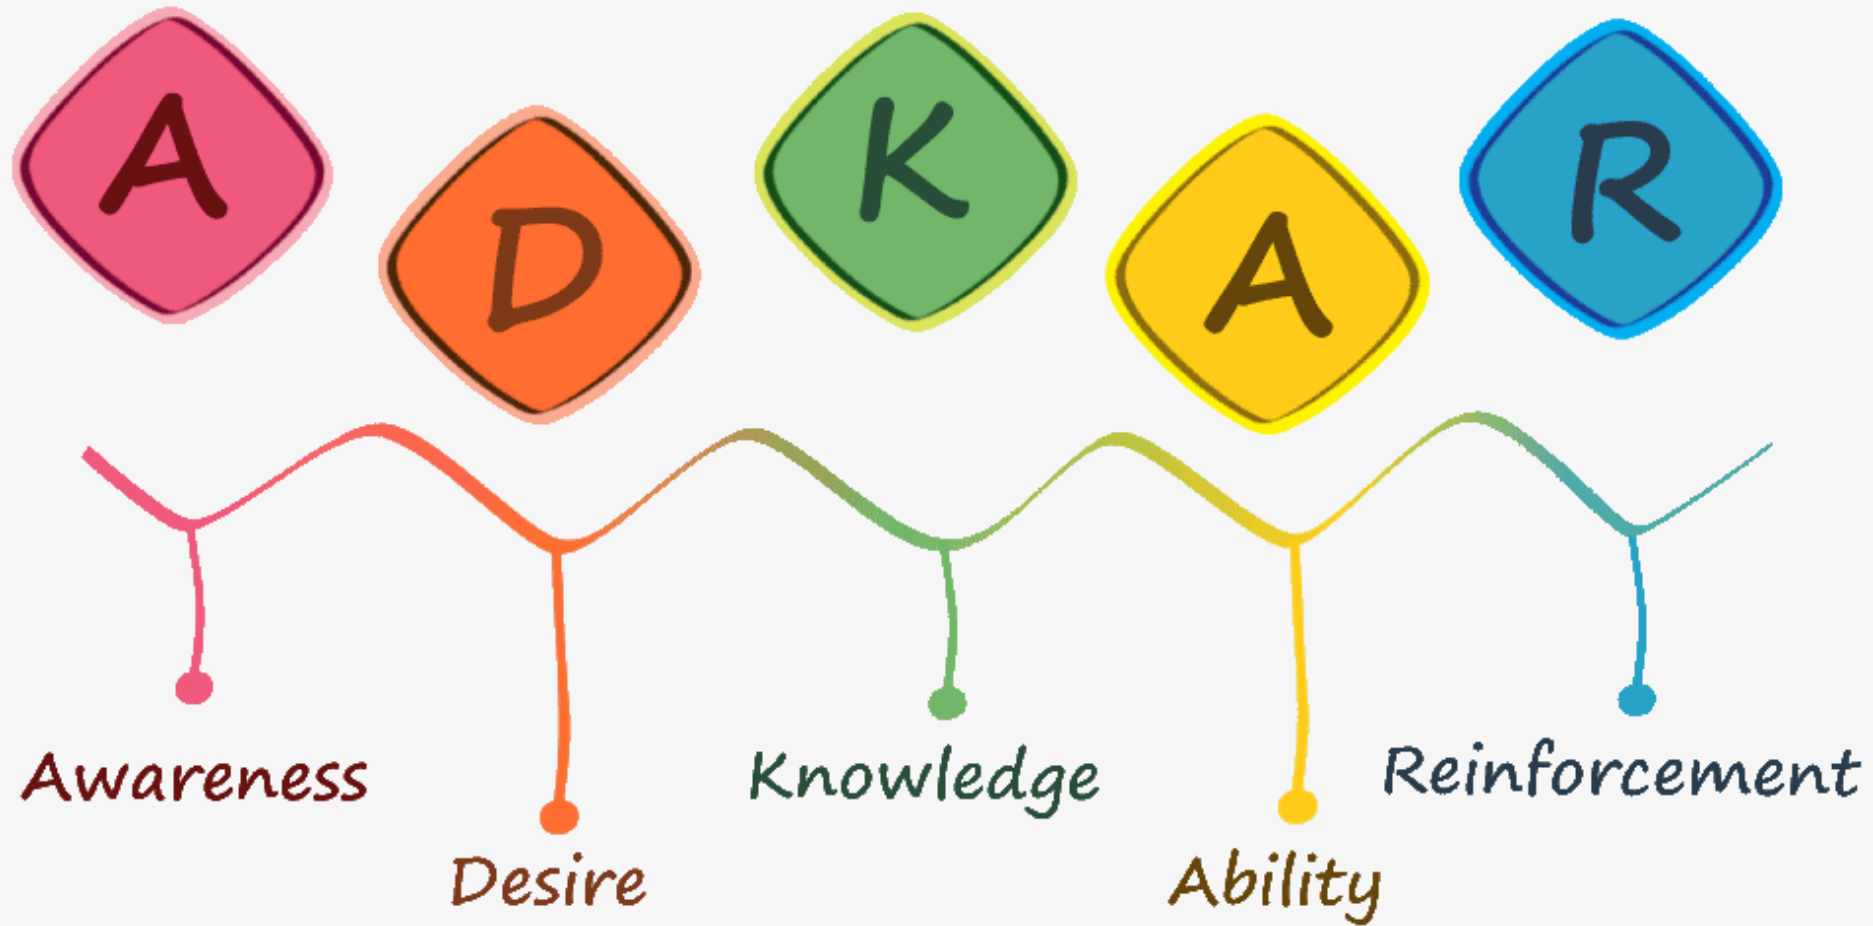 A
D
K
A
R
Awareness
Desire
Knowledge
Ability
Reinforcement